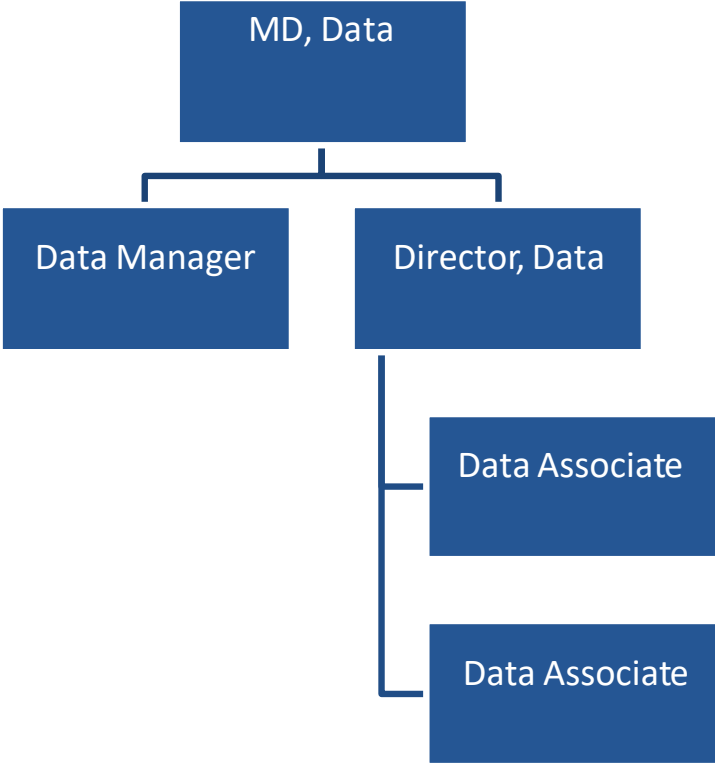 MD, Data
Data Manager
Director, Data
Data Associate
Data Associate